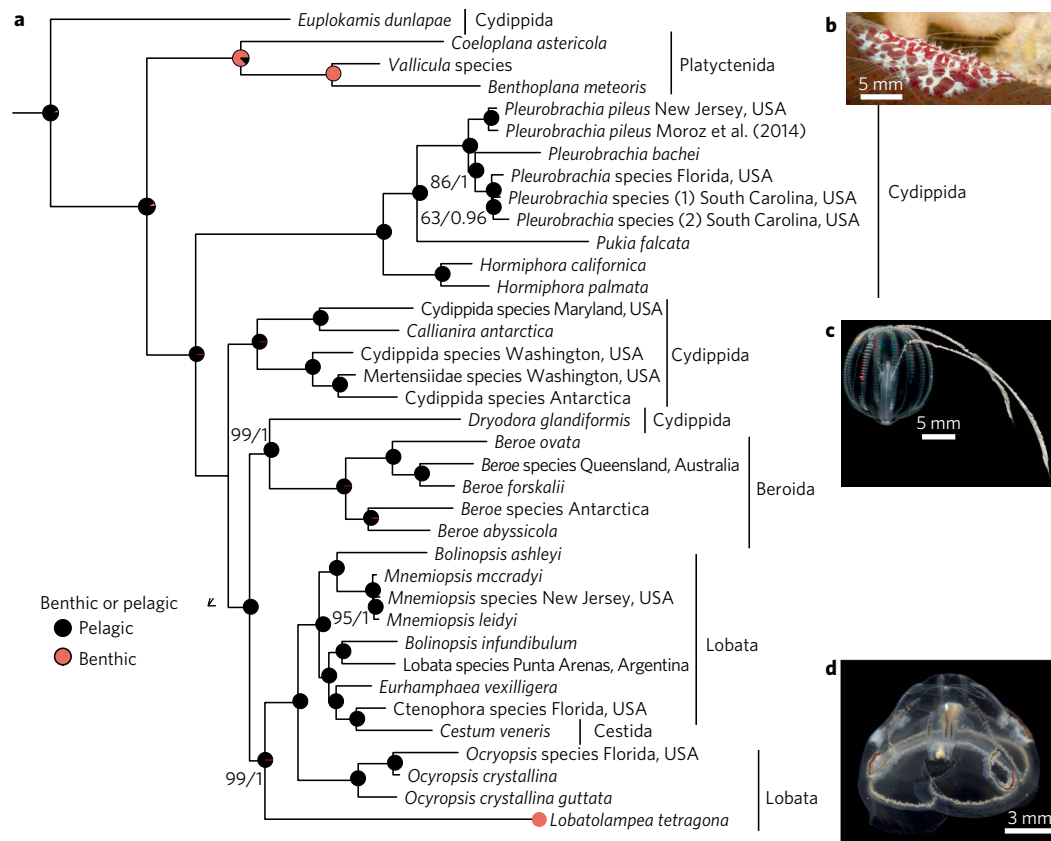 a
Euplokamis dunlapae
Cydippida
Coeloplana astericola
Vallicula species
Benthoplana meteoris
Platyctenida
Pleurobrachia pileus New Jersey, USA
Pleurobrachia pileus Moroz et al. (2014)
Pleurobrachia bachei
Pleurobrachia species Florida, USA
Pleurobrachia species (1) South Carolina, USA
Pleurobrachia species (2) South Carolina, USA
86/1
63/0.96
Pukia falcata
Hormiphora californica
Hormiphora palmata
Cydippida
Cydippida species Maryland, USA
Callianira antarctica
Cydippida species Washington, USA
Mertensiidae species Washington, USA
Cydippida species Antarctica
Cydippida
Dryodora glandiformis
Cydippida
99/1
Beroe ovata
Beroe species Queensland, Australia
Beroe forskalii
Beroe species Antarctica
Beroe abyssicola
Beroida
Bolinopsis ashleyi
Mnemiopsis mccradyi
Mnemiopsis species New Jersey, USA
Mnemiopsis leidyi
95/1
Bolinopsis infundibulum
Lobata species Punta Arenas, Argentina
Eurhamphaea vexilligera
Ctenophora species Florida, USA
Cestum veneris
Cestida
Lobata
Ocryopsis species Florida, USA
Ocyropsis crystallina
Ocyropsis crystallina guttata
Lobatolampea tetragona
Lobata
99/1
Benthic or pelagic
Pelagic
Benthic
b
5 mm
c
5 mm
d
3 mm